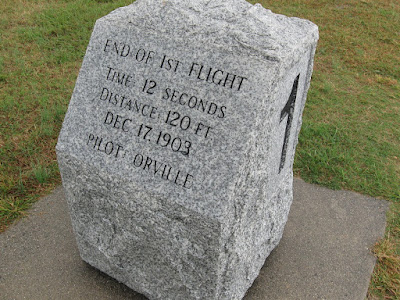 END OF 1ST FLIGHT
TIME: 12 SECONDS
DISTANCE: 120 FT
DEC 17, 1903
PILOT: ORVILLE